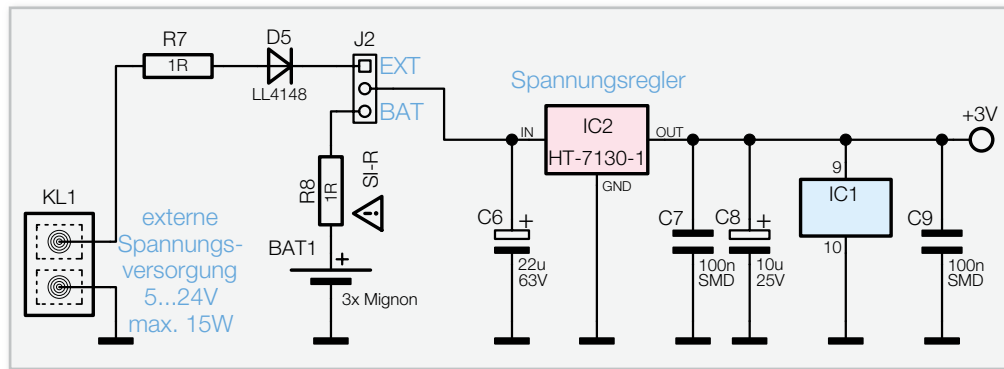 R7
1R
D5
LL4148
J2
EXT
BAT
Spannungsregler
IN
IC2
HT-7130-1
OUT
GND
+3V
9
IC1
10
KL1
externe
Spannungs-
versorgung
5...24V
max. 15W
R8
1R
SI-R
BAT1
+
3x Mignon
C6
+
22u
63V
C7
100n
SMD
C8
+
10u
25V
C9
100n
SMD